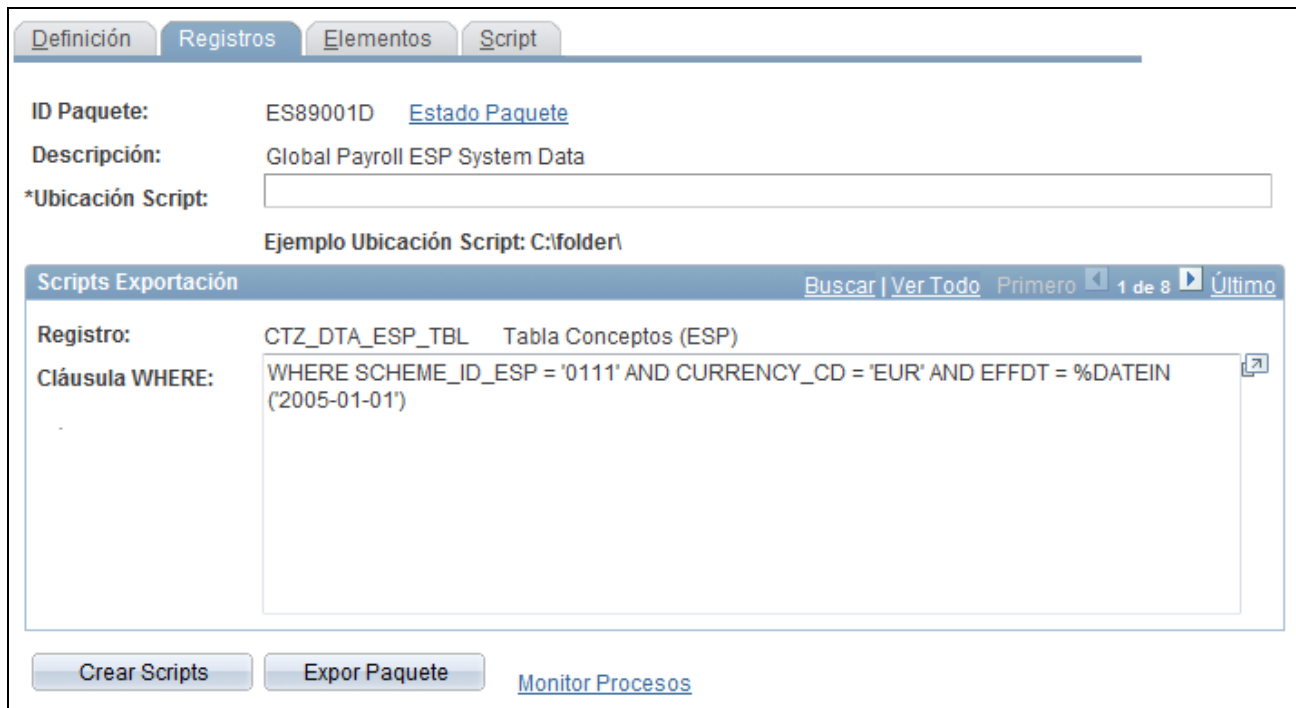 Definición Registros Elementos Script
ID Paquete: ES89001D Estado Paquete
Descripción: Global Payroll ESP System Data
*Ubicación Script:
Ejemplo Ubicación Script: C:\folder\
Scripts Exportación Buscar | Ver Todo Primero 1 de 8 Último
Registro: CTZ_DTA_ESP_TBL Tabla Conceptos (ESP)
Cláusula WHERE: WHERE SCHEME_ID_ESP = '0111' AND CURRENCY_CD = 'EUR' AND EFFDT = %DATEIN
('2005-01-01')
Crear Scripts Expor Paquete Monitor Procesos